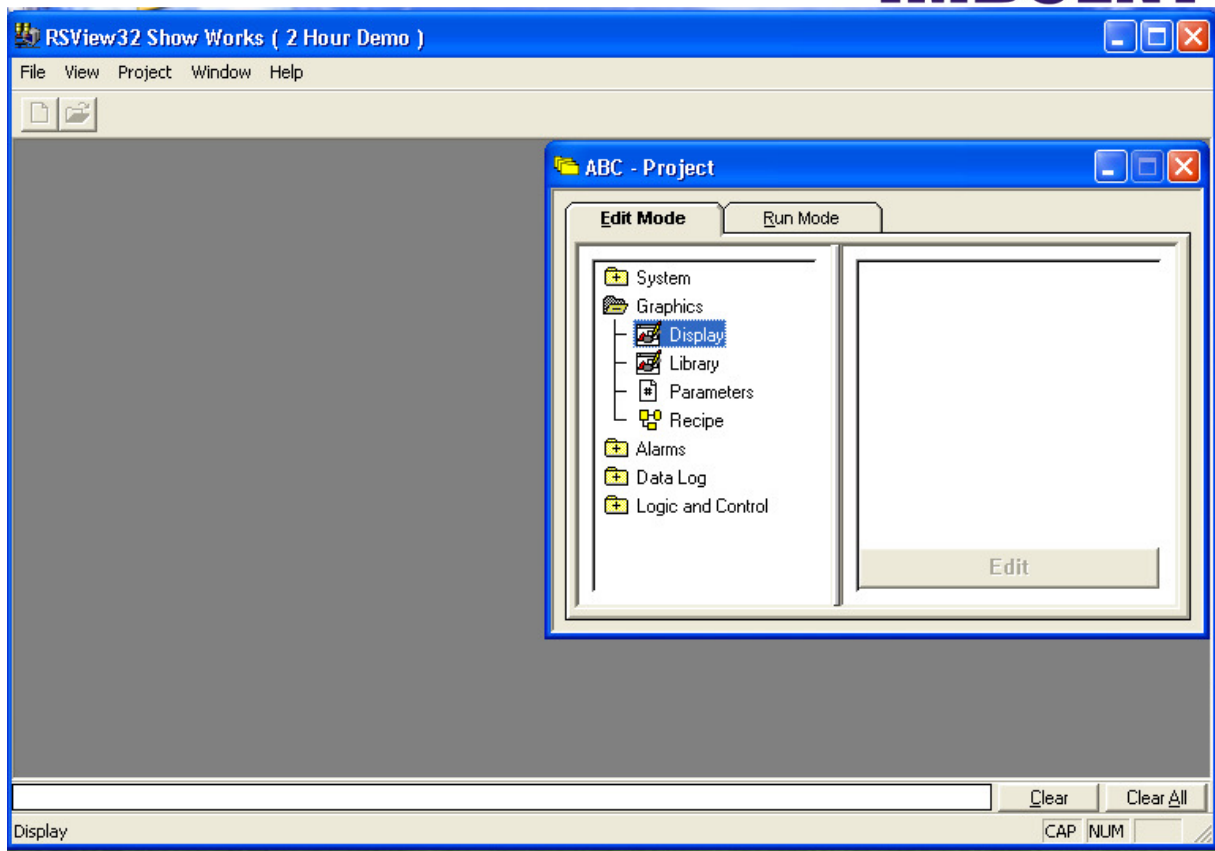 RSView32 Show Works ( 2 Hour Demo )
File View Project Window Help
ABC - Project
Edit Mode Run Mode
System
Graphics
Display
Library
Parameters
Recipe
Alarms
Data Log
Logic and Control
Edit
Clear Clear All
Display CAP NUM